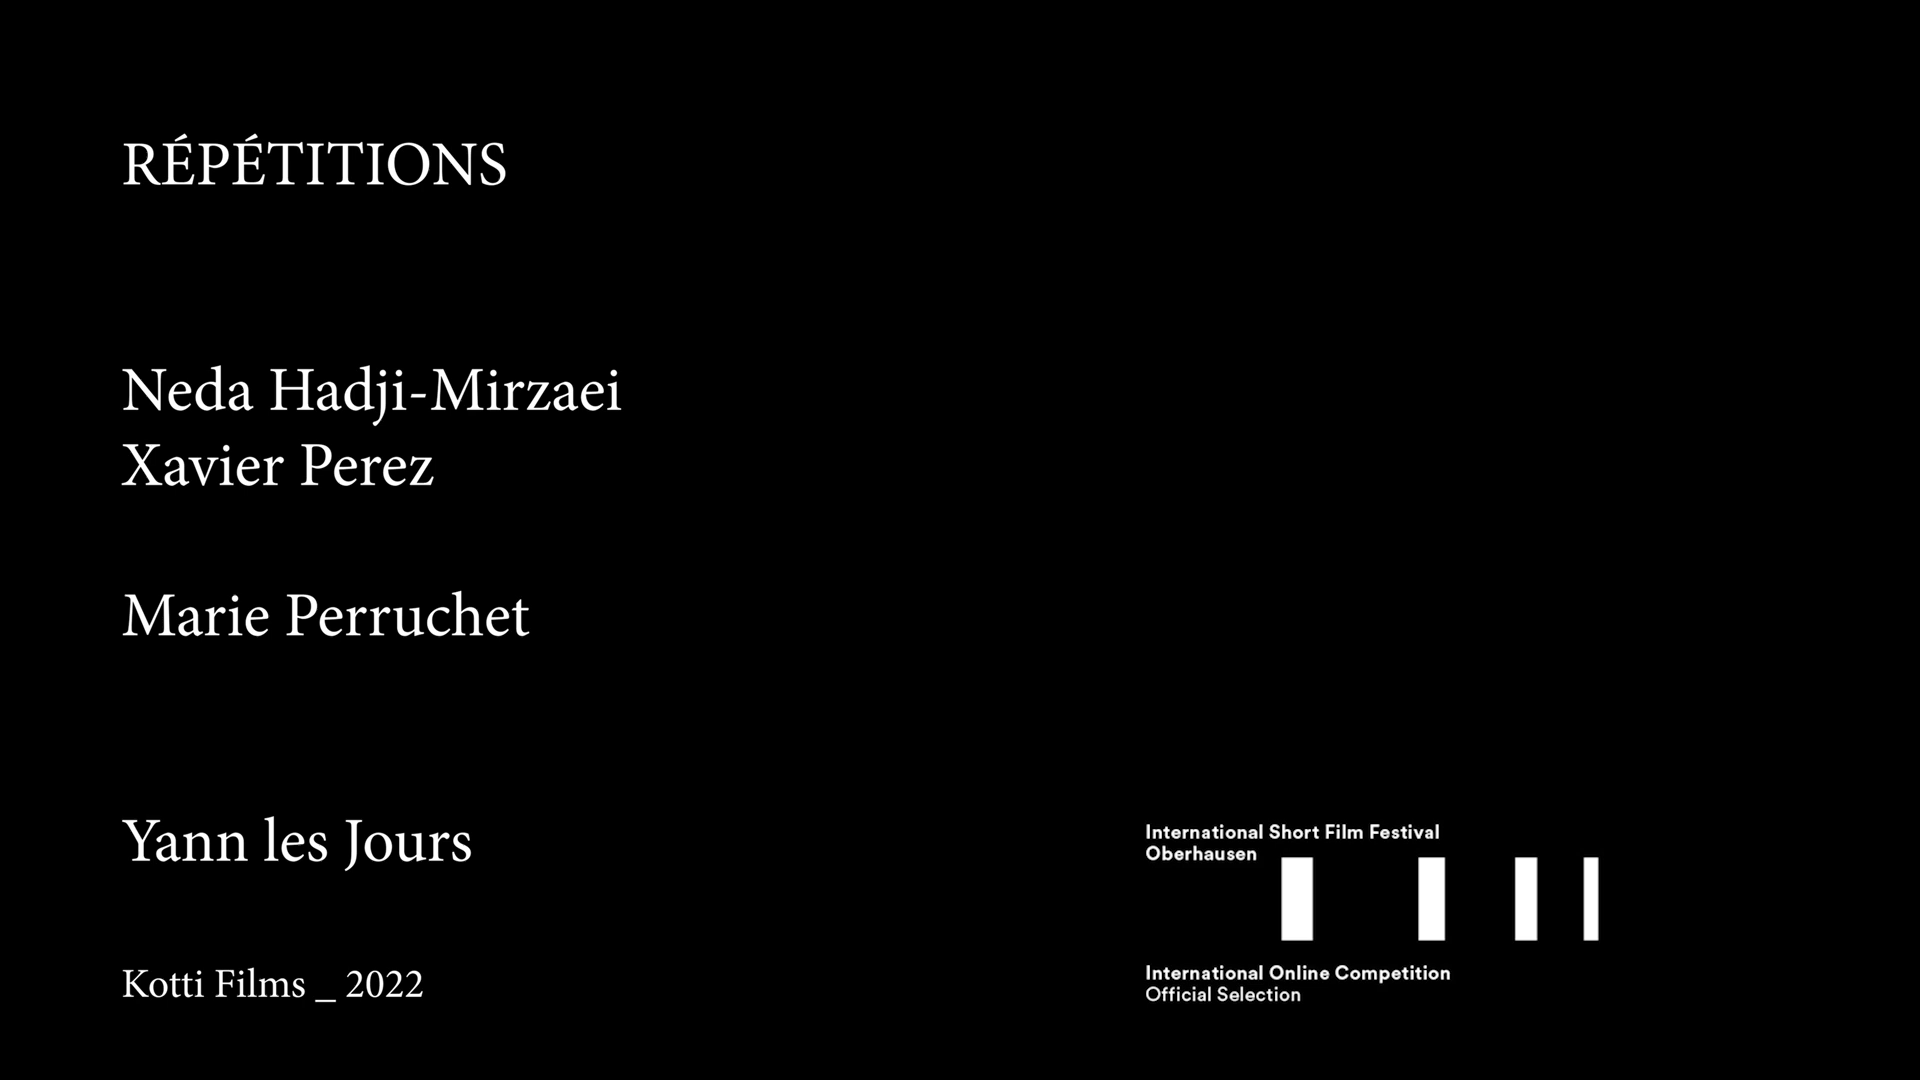 RÉPÉTITIONS
Neda Hadji-Mirzaei
Xavier Perez
Marie Perruchet
Yann les Jours
Kotti Films _ 2022
International Short Film Festival
Oberhausen
International Online Competition
Official Selection